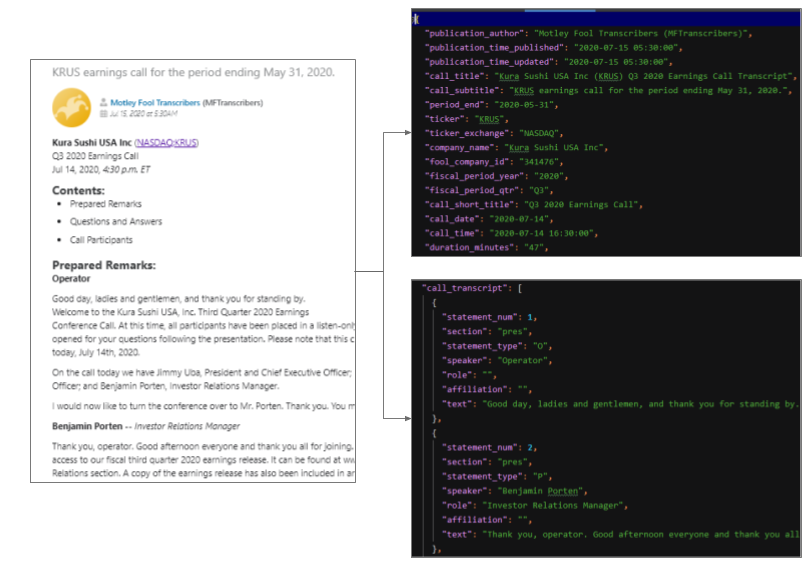 KRUS earnings call for the period ending May 31, 2020.
Motley Fool Transcribers (MFTranscribers)
Jul 15, 2020 at 5:30AM
Kura Sushi USA Inc (NASDAQ:KRUS)
Q3 2020 Earnings Call
Jul 14, 2020, 4:30 p.m. ET
Contents:
Prepared Remarks
Questions and Answers
Call Participants
Prepared Remarks:
Operator
Good day, ladies and gentlemen, and thank you for standing by.
Welcome to the Kura Sushi USA, Inc. Third Quarter 2020 Earnings
Conference Call. At this time, all participants have been placed in a listen-only
opened for your questions following the presentation. Please note that this c
today, July 14th, 2020.
On the call today we have Jimmy Uba, President and Chief Executive Officer;
Officer; and Benjamin Porten, Investor Relations Manager.
I would now like to turn the conference over to Mr. Porten. Thank you. You m
Benjamin Porten -- Investor Relations Manager
Thank you, operator. Good afternoon everyone and thank you all for joining.
access to our fiscal third quarter 2020 earnings release. It can be found at ww
Relations section. A copy of the earnings release has also been included in ar
{
"publication_author": "Motley Fool Transcribers (MFTranscribers)",
"publication_time_published": "2020-07-15 05:30:00",
"publication_time_updated": "2020-07-15 05:30:00",
"call_title": "Kura Sushi USA Inc (KRUS) Q3 2020 Earnings Call Transcript",
"call_subtitle": "KRUS earnings call for the period ending May 31, 2020.",
"period_end": "2020-05-31",
"ticker": "KRUS",
"ticker_exchange": "NASDAQ",
"company_name": "Kura Sushi USA Inc",
"fool_company_id": "341476",
"fiscal_period_year": "2020",
"fiscal_period_qtr": "Q3",
"call_short_title": "Q3 2020 Earnings Call",
"call_date": "2020-07-14",
"call_time": "2020-07-14 16:30:00",
"duration_minutes": "47",
"call_transcript": [
{
"statement_num": 1,
"section": "pres",
"statement_type": "O",
"speaker": "Operator",
"role": "",
"affiliation": "",
"text": "Good day, ladies and gentlemen, and thank you for standing by.
},
{
"statement_num": 2,
"section": "pres",
"statement_type": "P",
"speaker": "Benjamin Porten",
"role": "Investor Relations Manager",
"affiliation": "",
"text": "Thank you, operator. Good afternoon everyone and thank you all
},